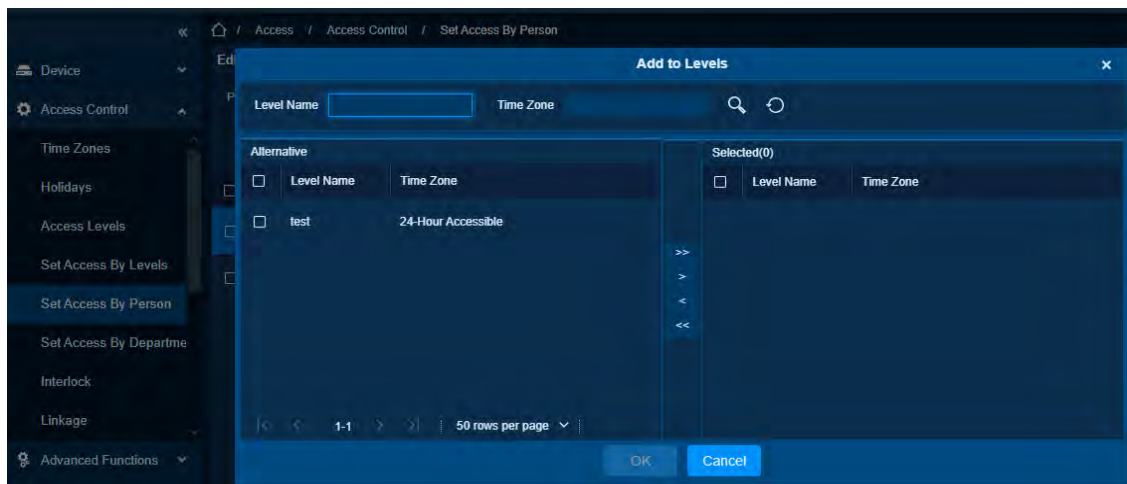 «
/ Access / Access Control / Set Access By Person
Device
Access Control
Time Zones
Holidays
Access Levels
Set Access By Levels
Set Access By Person
Set Access By Departme
Interlock
Linkage
Advanced Functions
Edi
P
Add to Levels ×
Level Name Time Zone
Alternative
Level Name Time Zone
test 24-Hour Accessible
|< < 1-1 > >| 50 rows per page
>>
>
<
<<
Selected(0)
Level Name Time Zone
OK Cancel